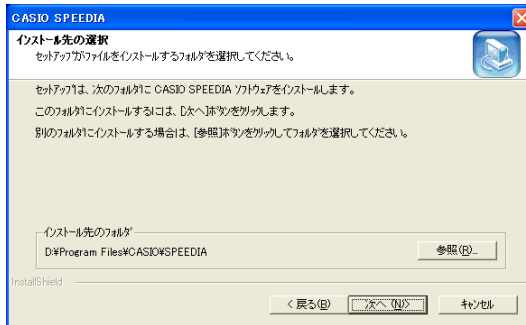 CASIO SPEEDIA
インストール先の選択
セットアップがファイルをインストールするフォルダを選択してください。
セットアップは、次のフォルダに CASIO SPEEDIA ソフトウェアをインストールします。
このフォルダにインストールするには、[次へ]ボタンをクリックします。
別のフォルダにインストールする場合は、[参照]ボタンをクリックしてフォルダを選択してください。
インストール先のフォルダ
D:¥Program Files¥CASIO¥SPEEDIA
参照(R)...
InstallShield
< 戻る(B) 次へ (N)> キャンセル